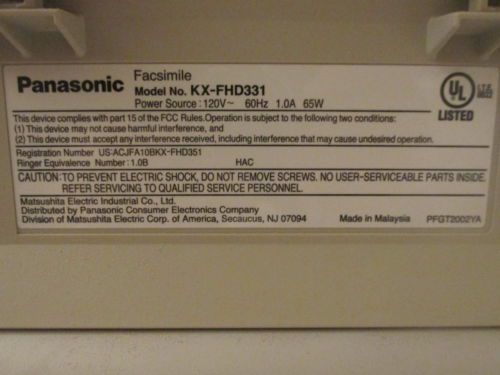 Panasonic
Facsimile
Model No. KX-FHD331
Power Source : 120V~ 60Hz 1.0A 65W
UL
LISTED
This device complies with part 15 of the FCC Rules.Operation is subject to the following two conditions:
(1) This device may not cause harmful interference, and
(2) This device must accept any interference received, including interference that may cause undesired operation.
Registration Number US:ACJFA10BKX-FHD351
Ringer Equivalence Number : 1.0B HAC
CAUTION: TO PREVENT ELECTRIC SHOCK, DO NOT REMOVE SCREWS. NO USER-SERVICEABLE PARTS INSIDE.
REFER SERVICING TO QUALIFIED SERVICE PERSONNEL.
Matsushita Electric Industrial Co., Ltd.
Distributed by Panasonic Consumer Electronics Company
Division of Matsushita Electric Corp. of America, Secaucus, NJ 07094 Made in Malaysia PFGT2002YA